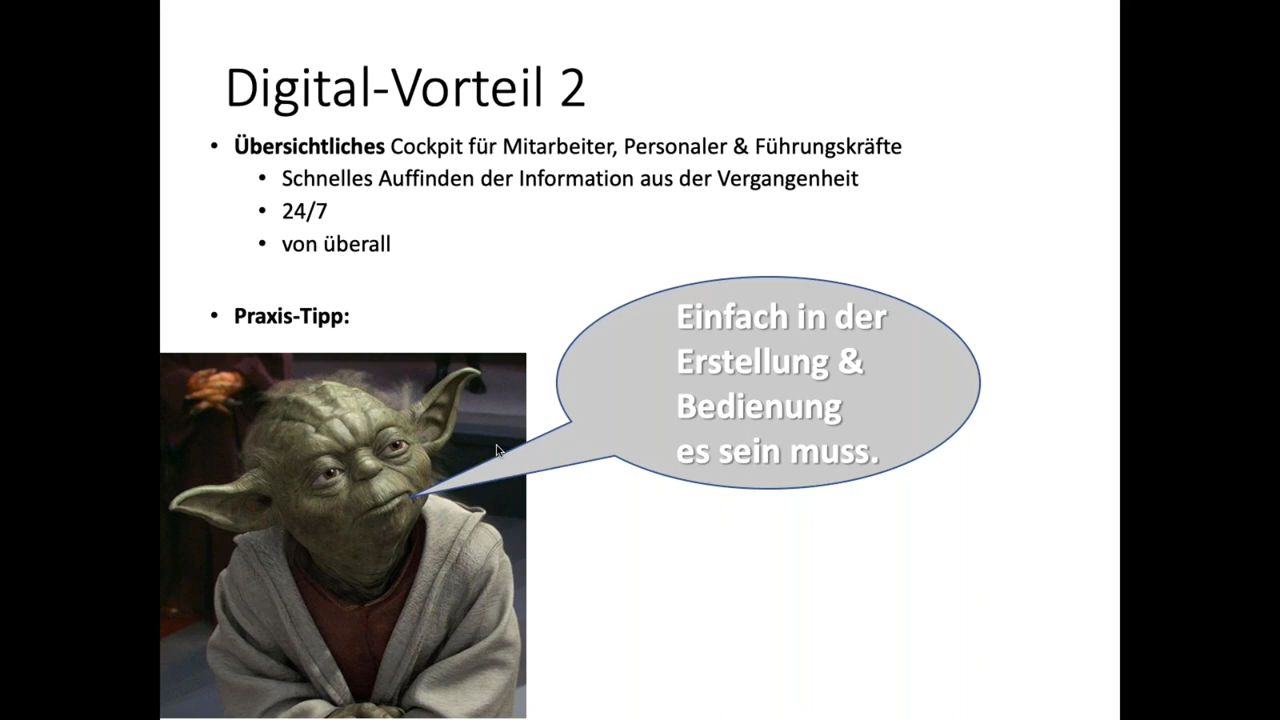 Digital-Vorteil 2
• Übersichtliches Cockpit für Mitarbeiter, Personaler & Führungskräfte
• Schnelles Auffinden der Information aus der Vergangenheit
• 24/7
• von überall
• Praxis-Tipp:
Einfach in der
Erstellung &
Bedienung
es sein muss.